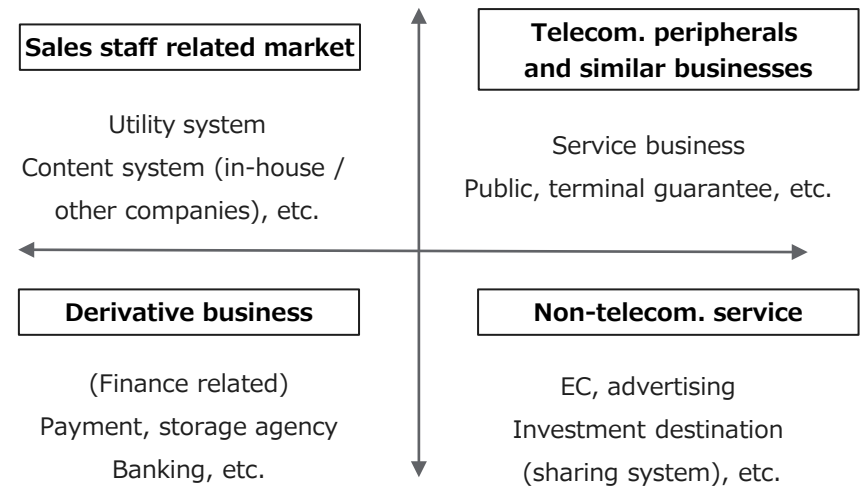 Sales staff related market
Utility system
Content system (in-house /
other companies), etc.
Telecom. peripherals
and similar businesses
Service business
Public, terminal guarantee, etc.
Derivative business
(Finance related)
Payment, storage agency
Banking, etc.
Non-telecom. service
EC, advertising
Investment destination
(sharing system), etc.